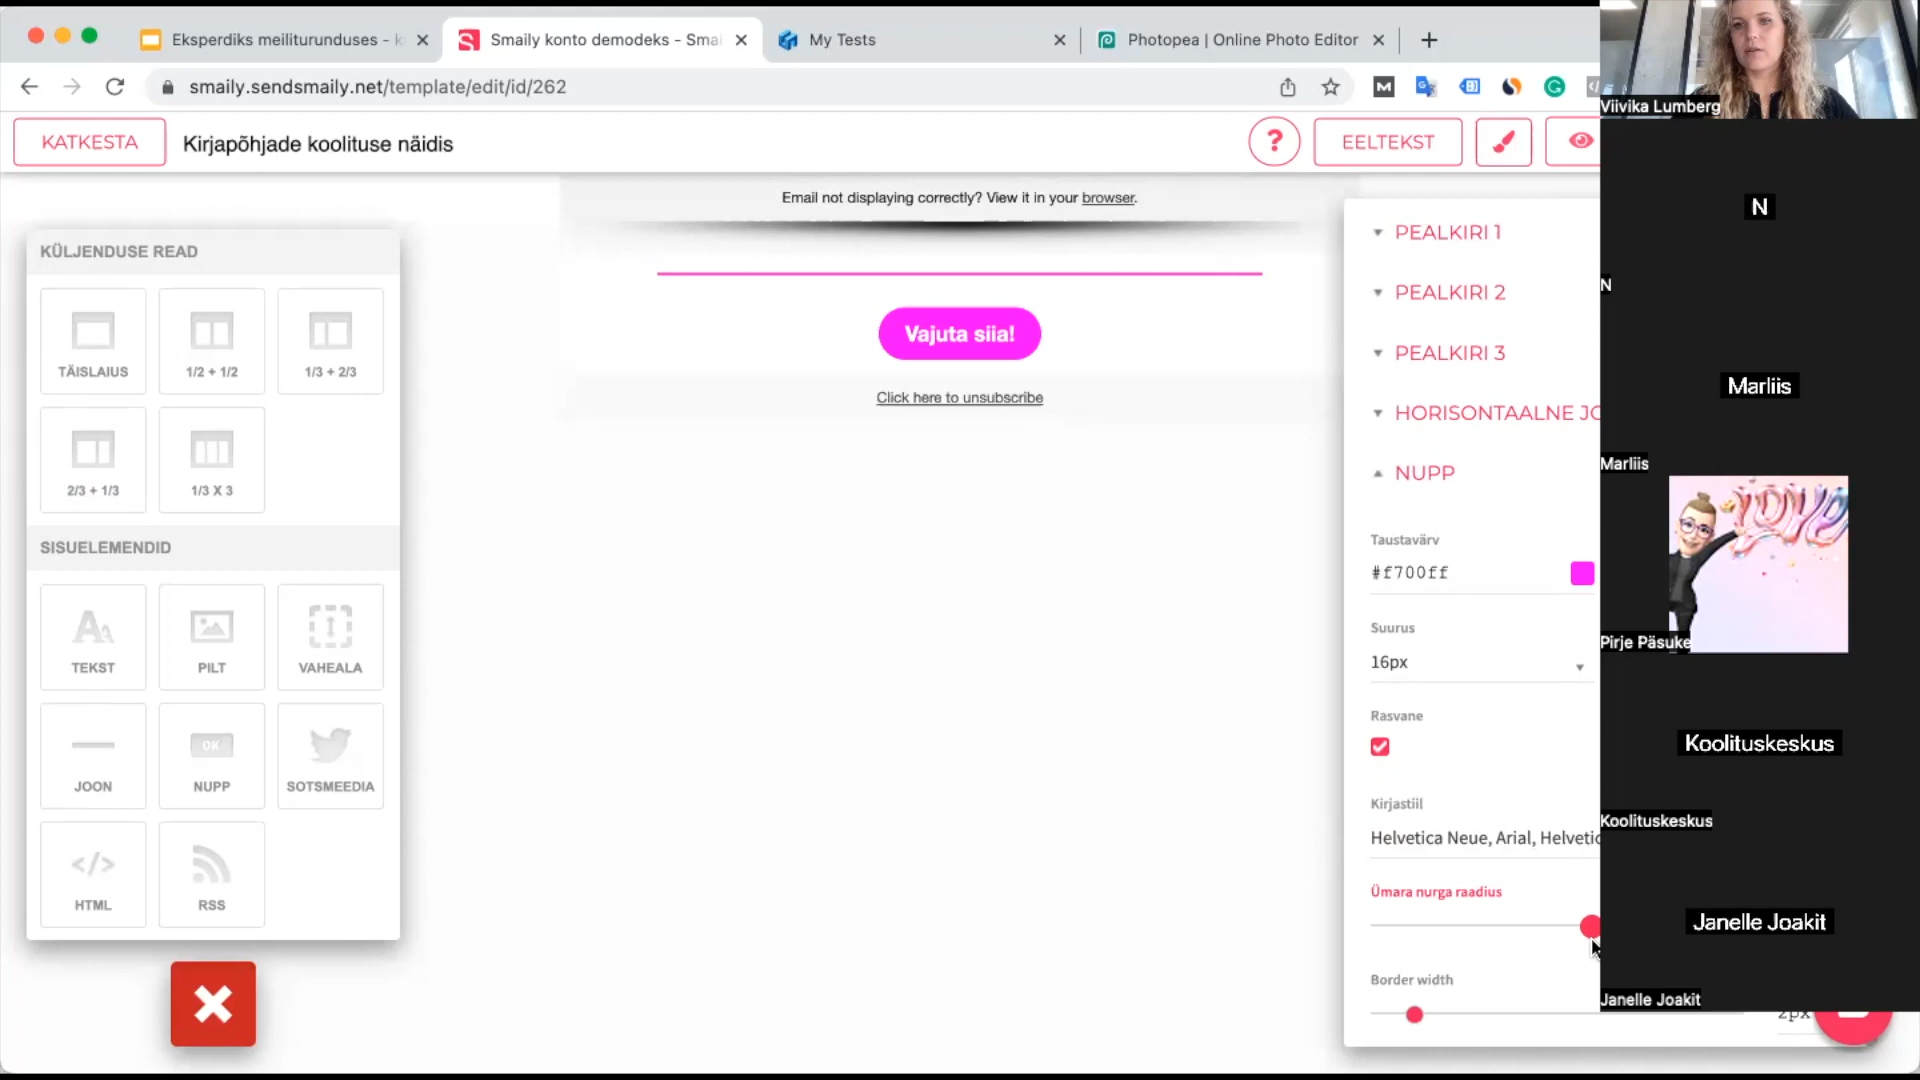 Eksperdiks meiliturunduses - k
Smaily konto demodeks - Smai
My Tests
Photopea | Online Photo Editor
smaily.sendsmaily.net/template/edit/id/262
KATKESTA
Kirjapõhjade koolituse näidis
?
EELTEKST
Email not displaying correctly? View it in your browser.
Vajuta siia!
Click here to unsubscribe
KÜLJENDUSE READ
TÄISLAIUS
1/2 + 1/2
1/3 + 2/3
2/3 + 1/3
1/3 X 3
SISUELEMENDID
TEKST
PILT
VAHEALA
JOON
OK
NUPP
SOTSMEEDIA
HTML
RSS
PEALKIRI 1
PEALKIRI 2
PEALKIRI 3
HORISONTAALNE JO
NUPP
Taustavärv
#f700ff
Suurus
16px
Rasvane
Kirjastiil
Helvetica Neue, Arial, Helvetic
Ümara nurga raadius
Border width
2px
Viivika Lumberg
N
N
Marliis
Marliis
Pirje Päsuke
Koolituskeskus
Koolituskeskus
Janelle Joakit
Janelle Joakit